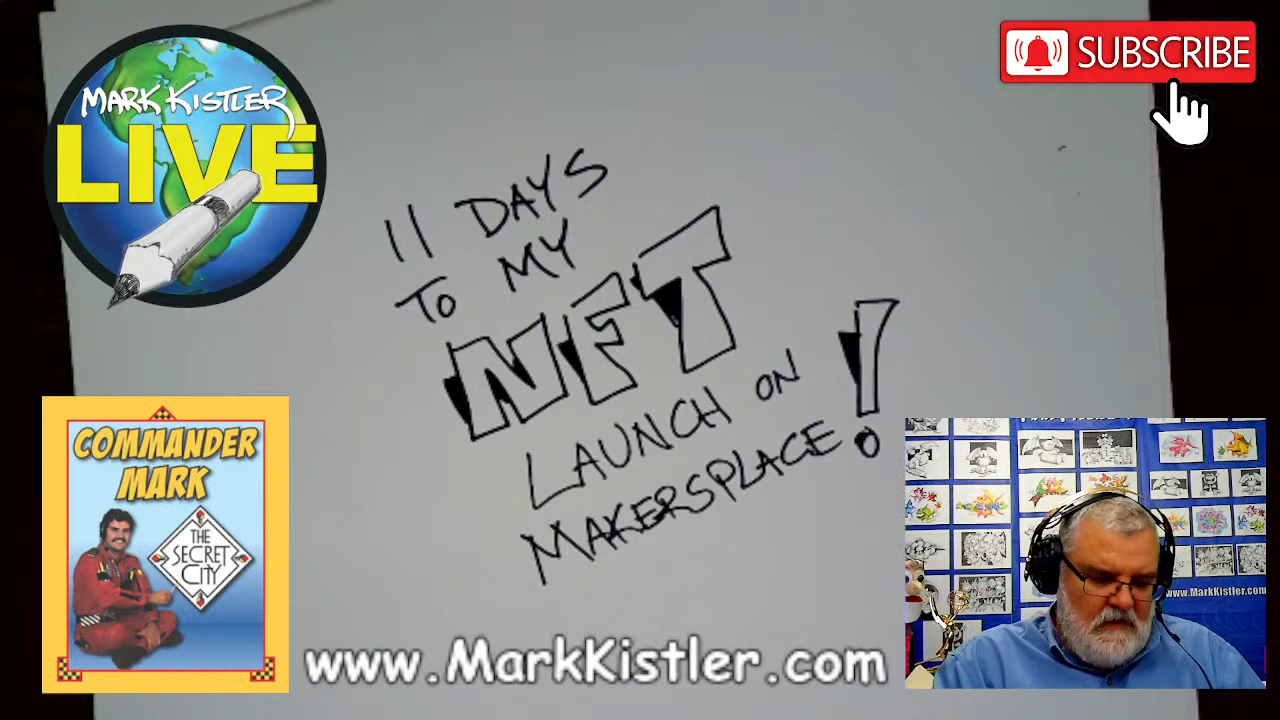 MARK KISTLER
LIVE
SUBSCRIBE
11 DAYS
TO MY
NFT
LAUNCH ON
MAKERSPLACE!
COMMANDER
MARK
THE
SECRET
CITY
www.MarkKistler.com
www.MarkKistler.com